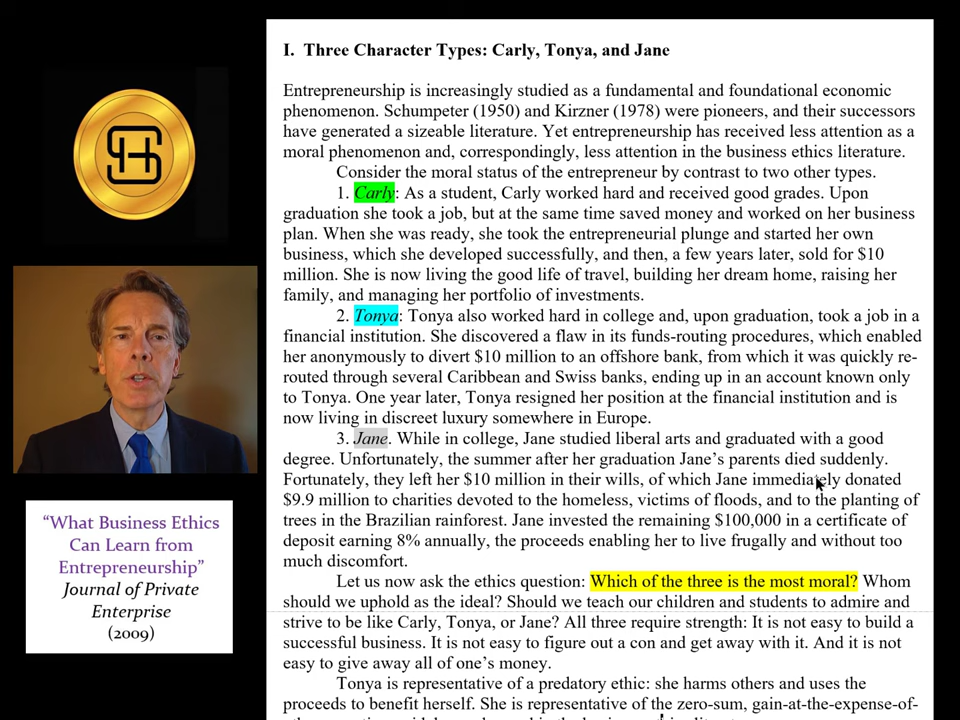 I. Three Character Types: Carly, Tonya, and Jane
Entrepreneurship is increasingly studied as a fundamental and foundational economic
phenomenon. Schumpeter (1950) and Kirzner (1978) were pioneers, and their successors
have generated a sizeable literature. Yet entrepreneurship has received less attention as a
moral phenomenon and, correspondingly, less attention in the business ethics literature.
Consider the moral status of the entrepreneur by contrast to two other types.
1. Carly: As a student, Carly worked hard and received good grades. Upon
graduation she took a job, but at the same time saved money and worked on her business
plan. When she was ready, she took the entrepreneurial plunge and started her own
business, which she developed successfully, and then, a few years later, sold for $10
million. She is now living the good life of travel, building her dream home, raising her
family, and managing her portfolio of investments.
2. Tonya: Tonya also worked hard in college and, upon graduation, took a job in a
financial institution. She discovered a flaw in its funds-routing procedures, which enabled
her anonymously to divert $10 million to an offshore bank, from which it was quickly re-
routed through several Caribbean and Swiss banks, ending up in an account known only
to Tonya. One year later, Tonya resigned her position at the financial institution and is
now living in discreet luxury somewhere in Europe.
3. Jane. While in college, Jane studied liberal arts and graduated with a good
degree. Unfortunately, the summer after her graduation Jane's parents died suddenly.
Fortunately, they left her $10 million in their wills, of which Jane immediately donated
$9.9 million to charities devoted to the homeless, victims of floods, and to the planting of
trees in the Brazilian rainforest. Jane invested the remaining $100,000 in a certificate of
deposit earning 8% annually, the proceeds enabling her to live frugally and without too
much discomfort.
Let us now ask the ethics question: Which of the three is the most moral? Whom
should we uphold as the ideal? Should we teach our children and students to admire and
strive to be like Carly, Tonya, or Jane? All three require strength: It is not easy to build a
successful business. It is not easy to figure out a con and get away with it. And it is not
easy to give away all of one's money.
Tonya is representative of a predatory ethic: she harms others and uses the
proceeds to benefit herself. She is representative of the zero-sum, gain-at-the-expense-of-
“What Business Ethics
Can Learn from
Entrepreneurship”
Journal of Private
Enterprise
(2009)